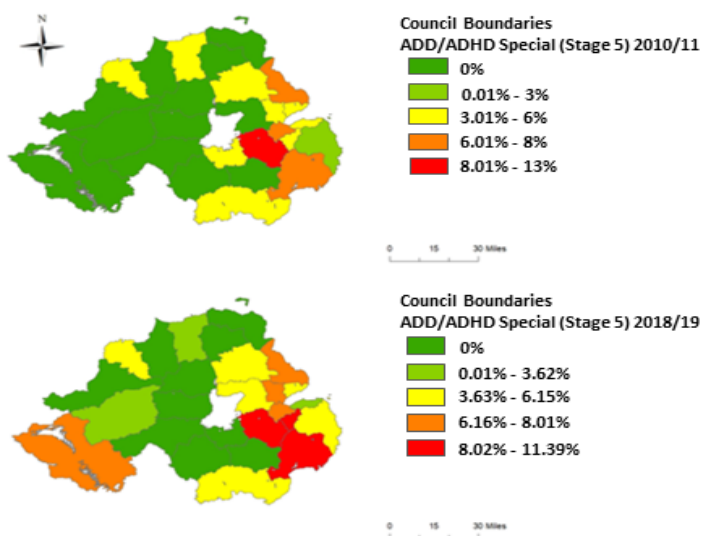 N
Council Boundaries
ADD/ADHD Special (Stage 5) 2010/11
0%
0.01% - 3%
3.01% - 6%
6.01% - 8%
8.01% - 13%
0 15 30 Miles
Council Boundaries
ADD/ADHD Special (Stage 5) 2018/19
0%
0.01% - 3.62%
3.63% - 6.15%
6.16% - 8.01%
8.02% - 11.39%
0 15 30 Miles